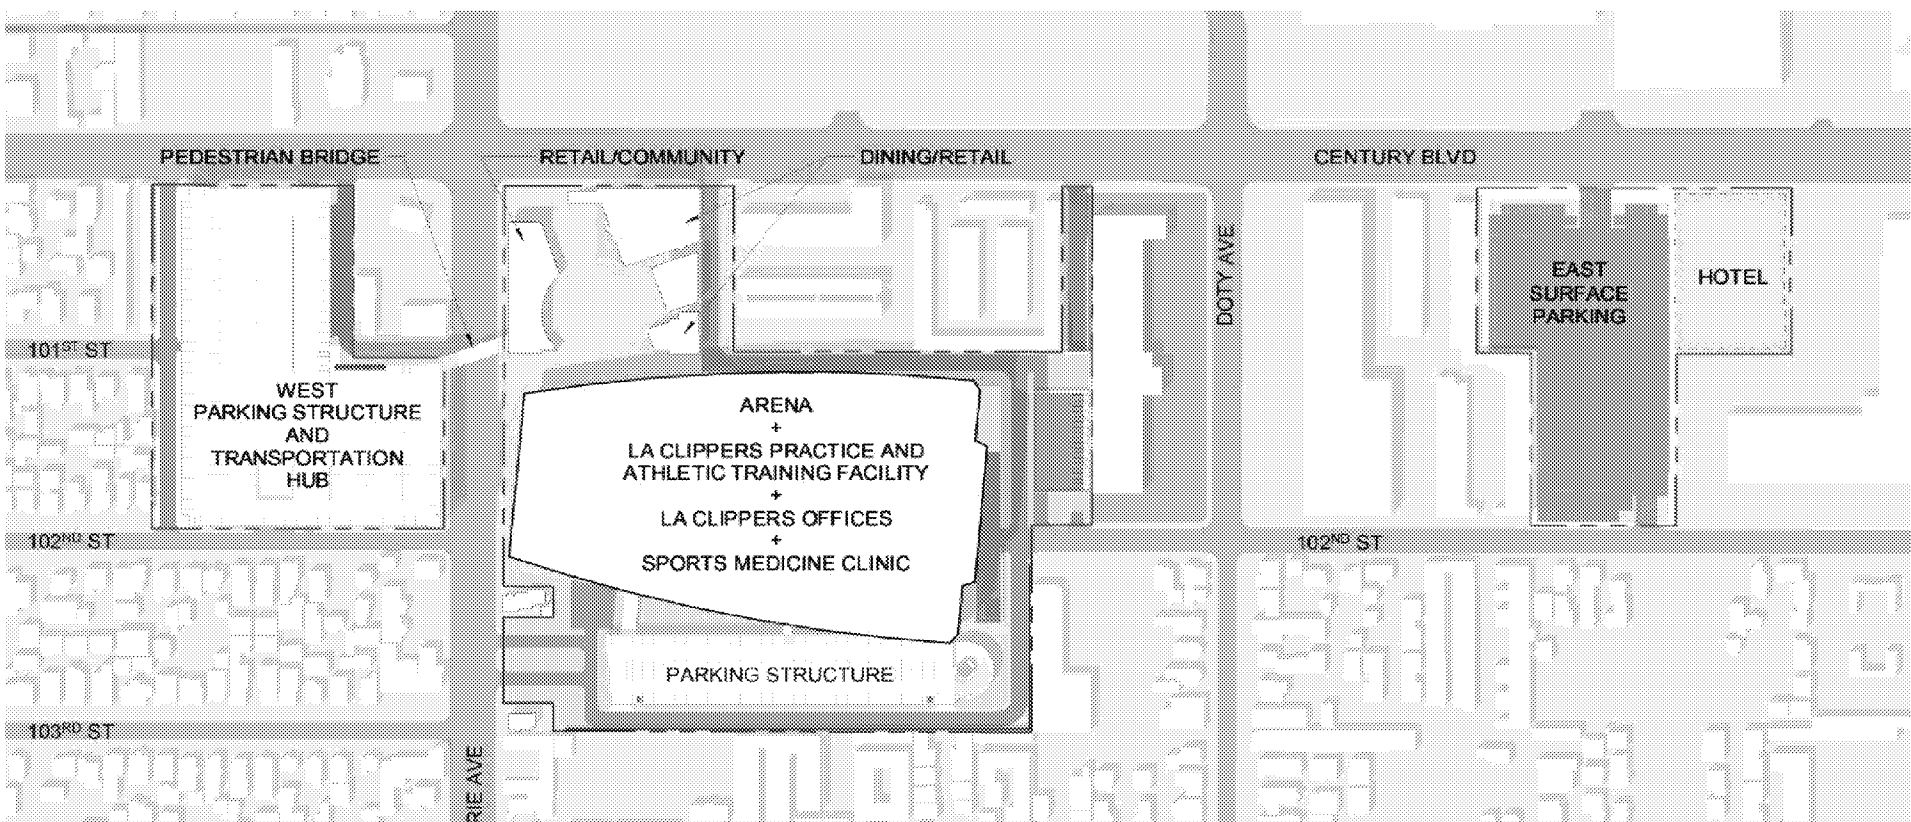 PEDESTRIAN BRIDGE
RETAIL/COMMUNITY
DINING/RETAIL
CENTURY BLVD
DOTY AVE
EAST
SURFACE
PARKING
HOTEL
101ST ST
WEST
PARKING STRUCTURE
AND
TRANSPORTATION
HUB
ARENA
+
LA CLIPPERS PRACTICE AND
ATHLETIC TRAINING FACILITY
+
LA CLIPPERS OFFICES
+
SPORTS MEDICINE CLINIC
102ND ST
102ND ST
PARKING STRUCTURE
103RD ST
RIE AVE